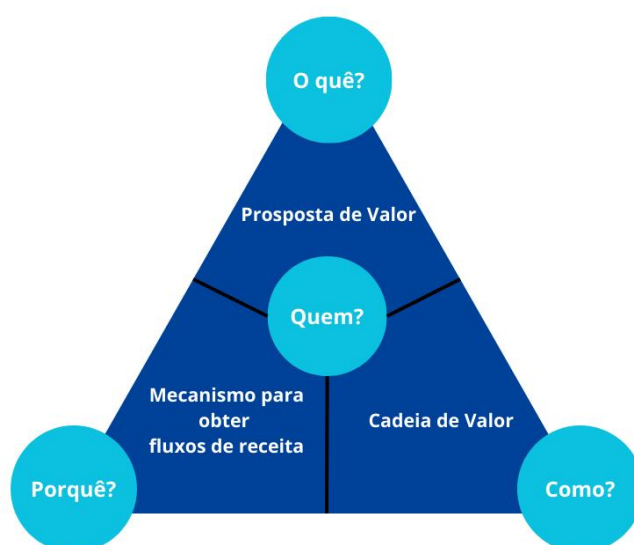 O quê?
Prosposta de Valor
Quem?
Mecanismo para
obter
fluxos de receita
Cadeia de Valor
Porquê?
Como?